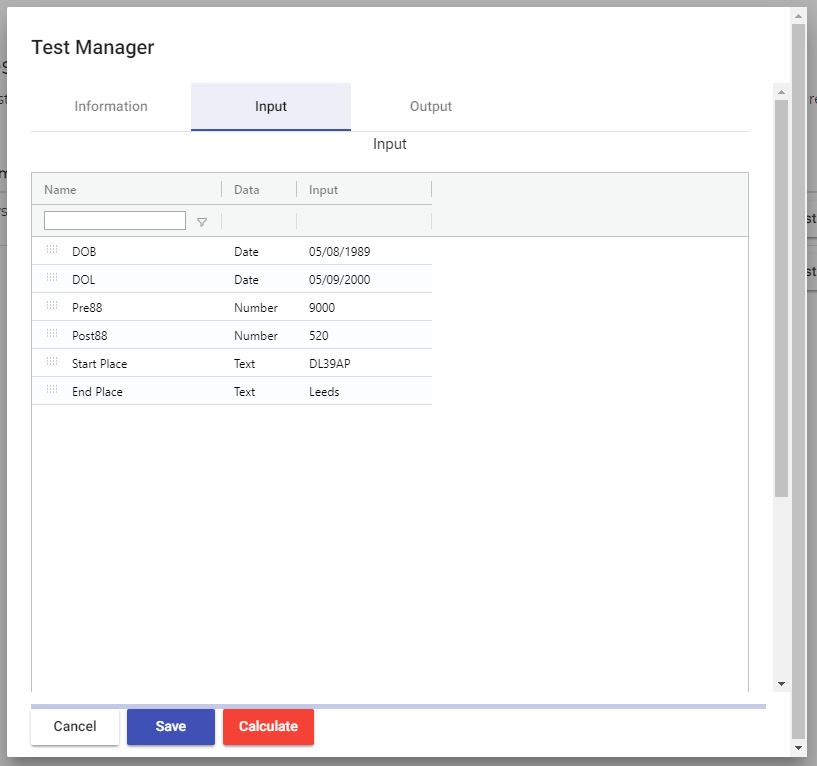 Test Manager
Information Input Output
Input
Name Data Input
DOB Date 05/08/1989
DOL Date 05/09/2000
Pre88 Number 9000
Post88 Number 520
Start Place Text DL39AP
End Place Text Leeds
Cancel Save Calculate